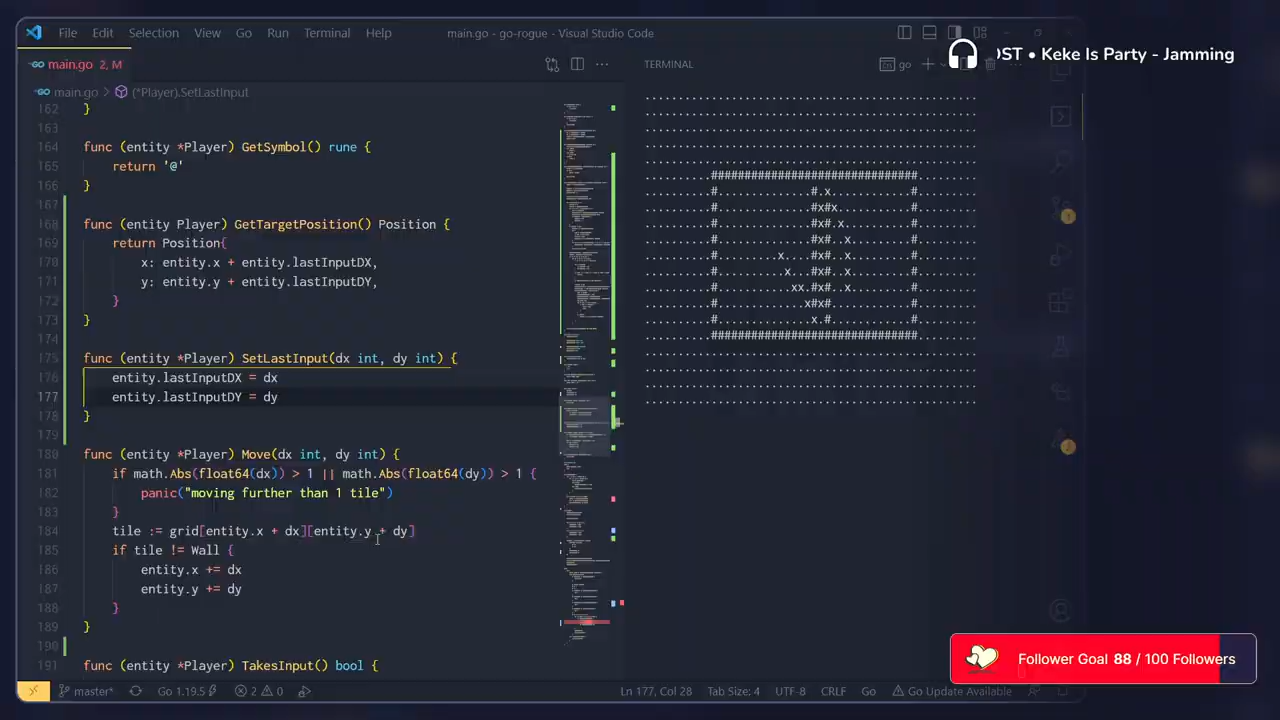 File Edit Selection View Go Run Terminal Help
main.go - go-rogue - Visual Studio Code
OST • Keke Is Party - Jamming
main.go 2, M
TERMINAL
go
main.go (*Player).SetLastInput
162 }
163
164 func (entity *Player) GetSymbol() rune {
165 return '@'
166 }
167
168 func (entity Player) GetTargetPosition() Position {
169 return Position{
170 x: entity.x + entity.lastInputDX,
171 y: entity.y + entity.lastInputDY,
172 }
173 }
174
175 func (entity *Player) SetLastInput(dx int, dy int) {
176 entity.lastInputDX = dx
177 entity.lastInputDY = dy
178 }
179
func (entity *Player) Move(dx int, dy int) {
181 if math.Abs(float64(dx)) > 1 || math.Abs(float64(dy)) > 1 {
182 panic("moving further than 1 tile")
183 }
184 tile := grid[entity.x + dx][entity.y + dy]
185 if tile != Wall {
186 entity.x += dx
187 entity.y += dy
188 }
189 }
190
191 func (entity *Player) TakesInput() bool {
###############################
#...............#.x............#
#...............#x#x...........#
#...............#x#.x..........#
#...............#x#..x.........#
#..........x....#x#..x.........#
#...........x...#x#..x.........#
#............xx.#x#..x.........#
#..............x#x#............#
#...............x.#............#
###############################
Follower Goal 88 / 100 Followers
master* Go 1.19.5 2 0
Ln 177, Col 28 Tab Size: 4 UTF-8 CRLF Go Go Update Available